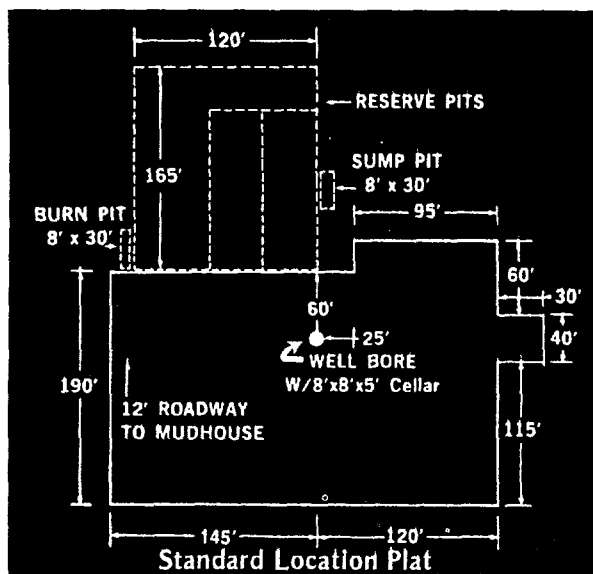 120'
RESERVE PITS
SUMP PIT
8' x 30'
165'
BURN PIT
8' x 30'
95'
60'
30'
60'
25'
40'
WELL BORE
W/8'x8'x5' Cellar
190'
12' ROADWAY
TO MUDHOUSE
115'
145'
120'
Standard Location Plat